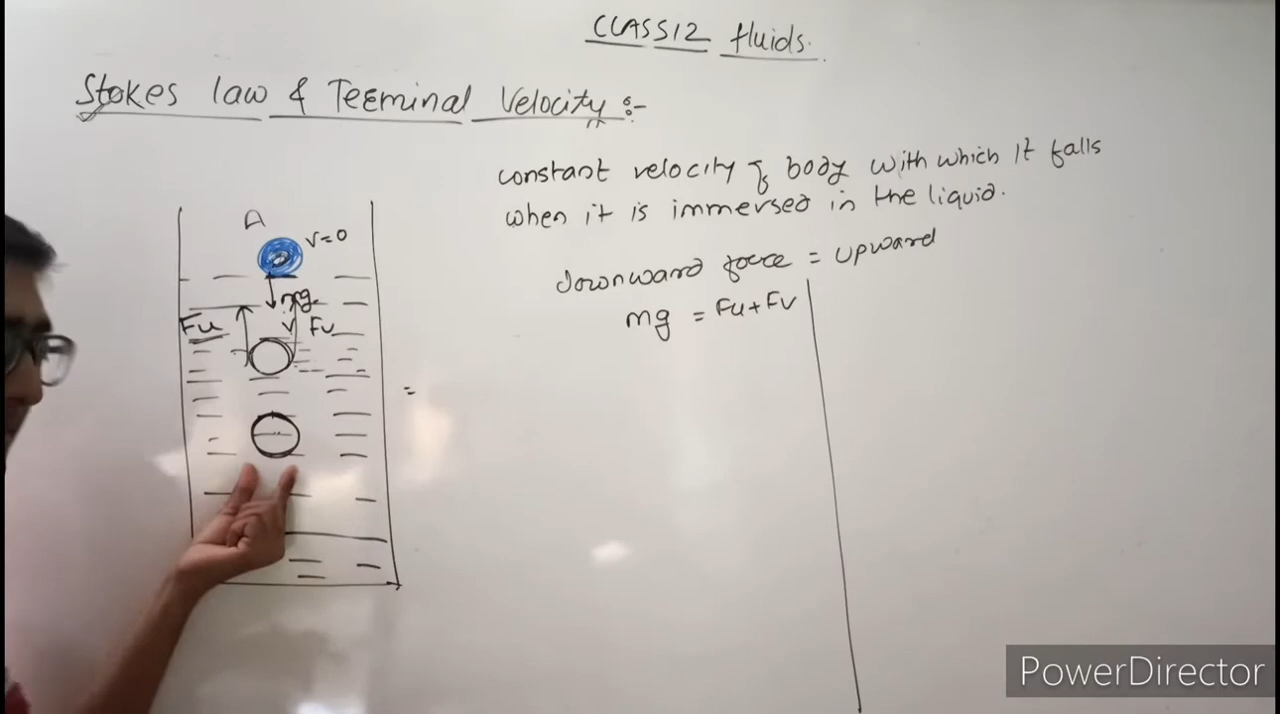 CLASS12 fluids.
Stokes law & Terminal Velocity :-
constant velocity of body with which it falls
when it is immersed in the liquid.
downward force = upward
mg = Fu + Fv
A
v=0
mg.
Fu
Fv
=
PowerDirector